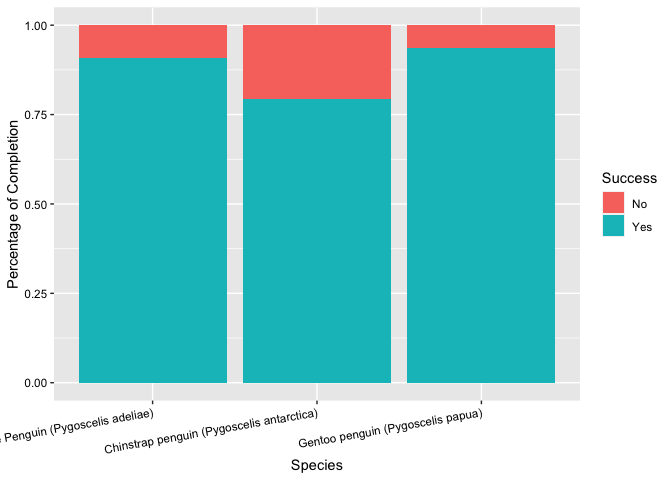 1.00
0.75
0.50
0.25
0.00
Percentage of Completion
Penguin (Pygoscelis adeliae)
Chinstrap penguin (Pygoscelis antarctica)
Gentoo penguin (Pygoscelis papua)
Species
Success
No
Yes